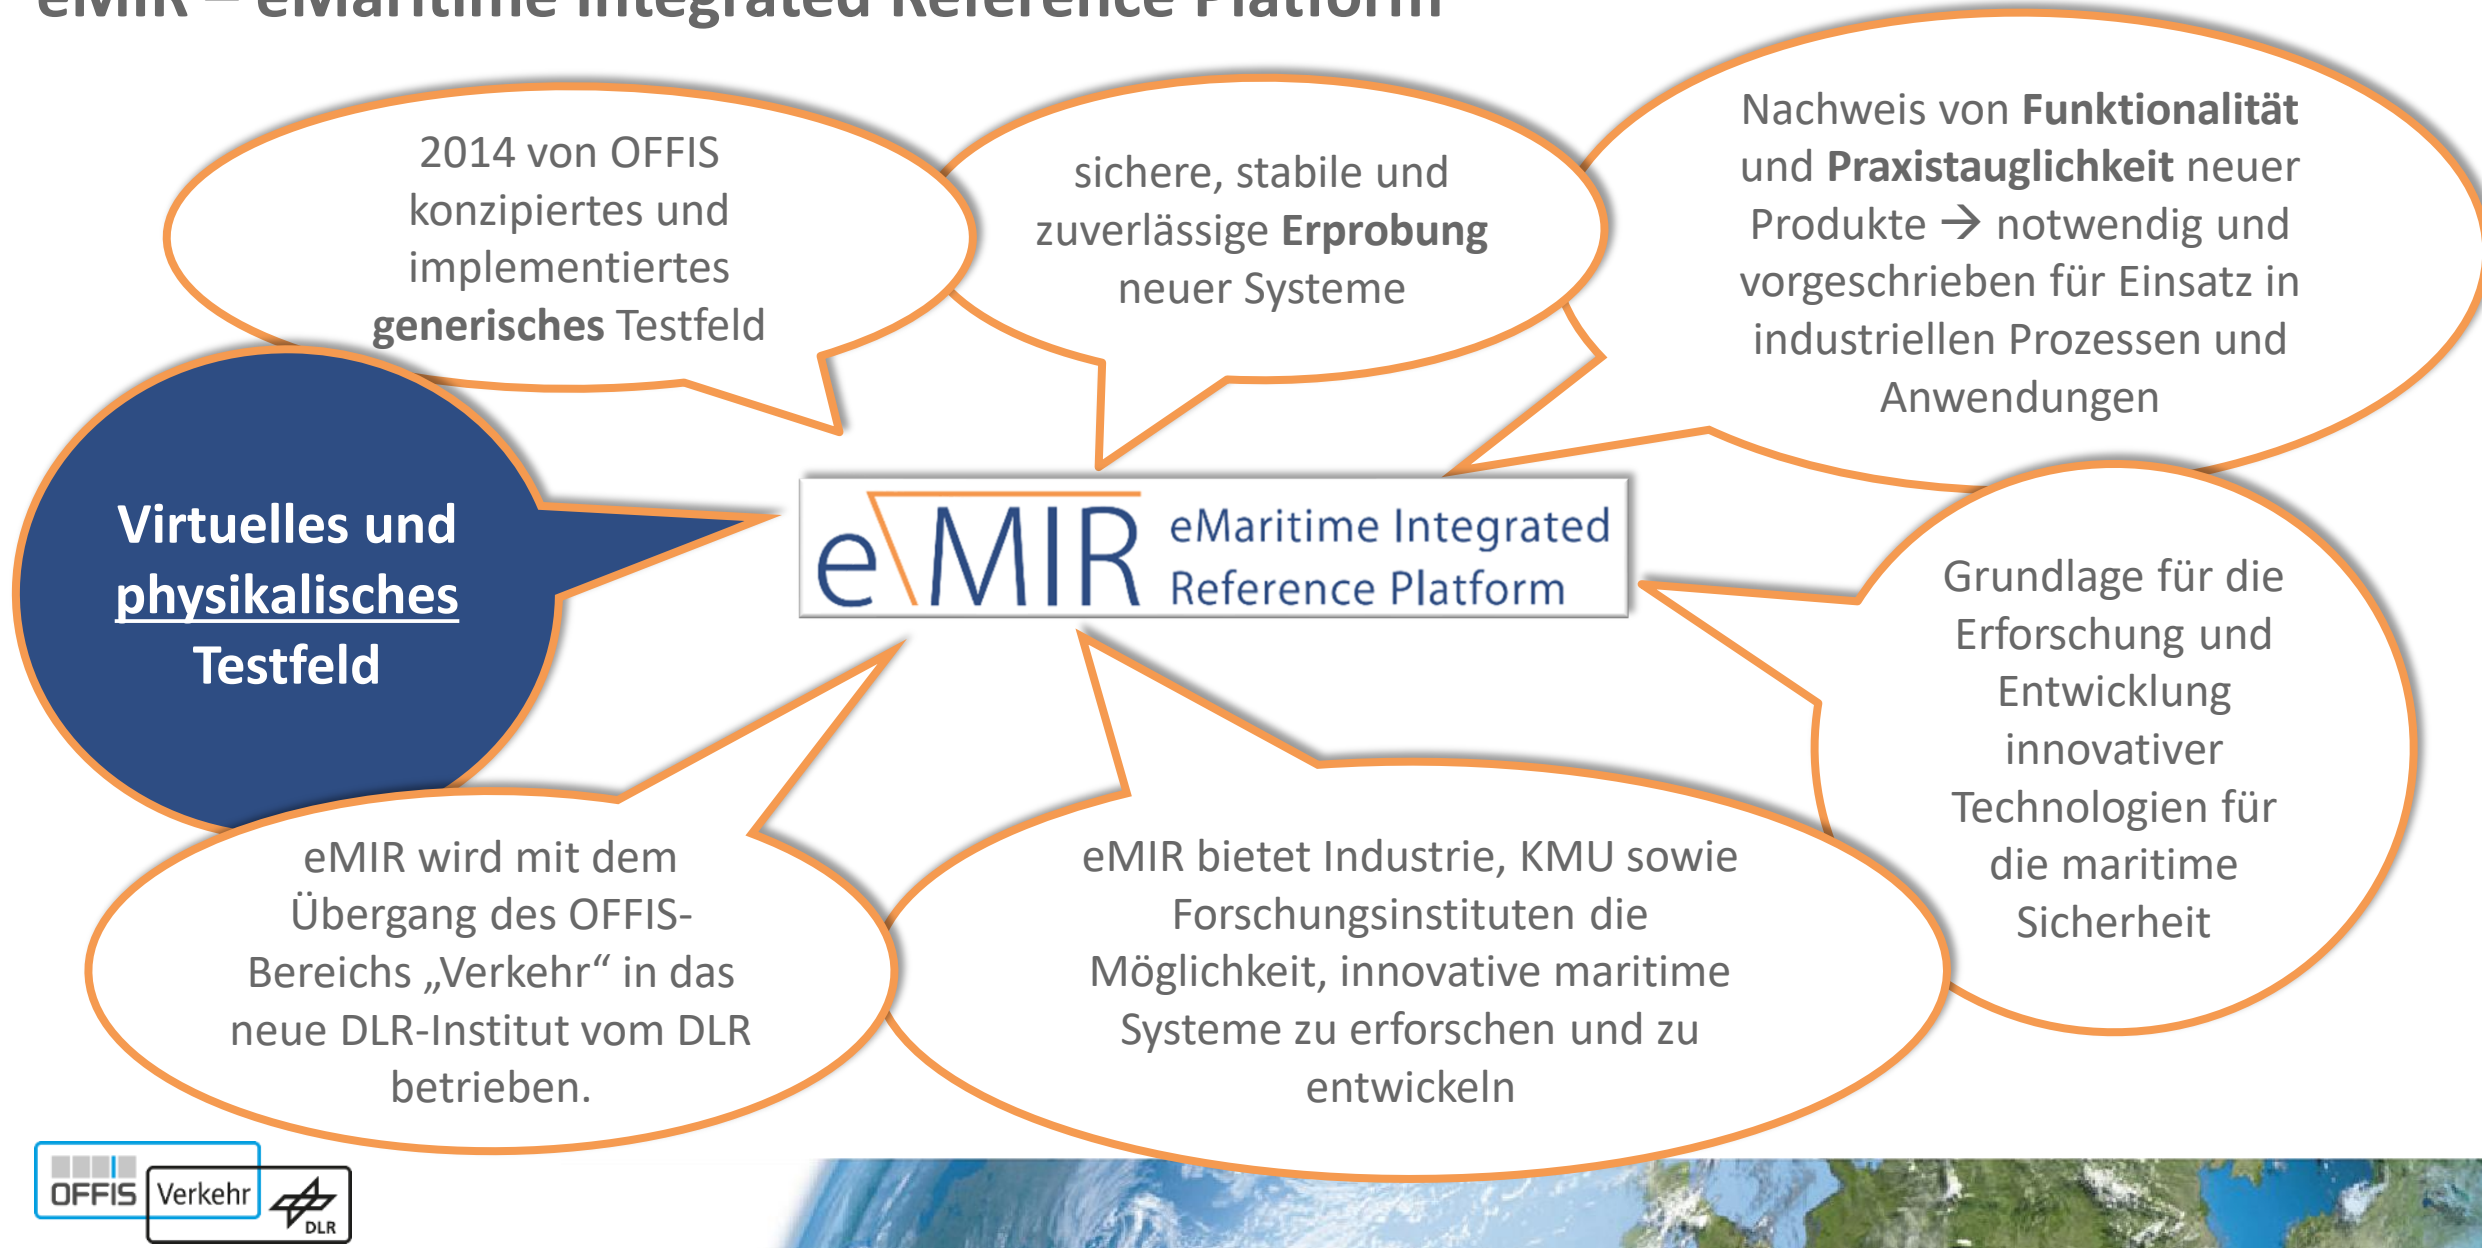 eMIR – eMaritime Integrated Reference Platform
2014 von OFFIS
konzipiertes und
implementiertes
generisches Testfeld
sichere, stabile und
zuverlässige Erprobung
neuer Systeme
Nachweis von Funktionalität
und Praxistauglichkeit neuer
Produkte → notwendig und
vorgeschrieben für Einsatz in
industriellen Prozessen und
Anwendungen
Virtuelles und
physikalisches
Testfeld
eMIR
eMaritime Integrated
Reference Platform
Grundlage für die
Erforschung und
Entwicklung
innovativer
Technologien für
die maritime
Sicherheit
eMIR wird mit dem
Übergang des OFFIS-
Bereichs „Verkehr“ in das
neue DLR-Institut vom DLR
betrieben.
eMIR bietet Industrie, KMU sowie
Forschungsinstituten die
Möglichkeit, innovative maritime
Systeme zu erforschen und zu
entwickeln
OFFIS
Verkehr
DLR